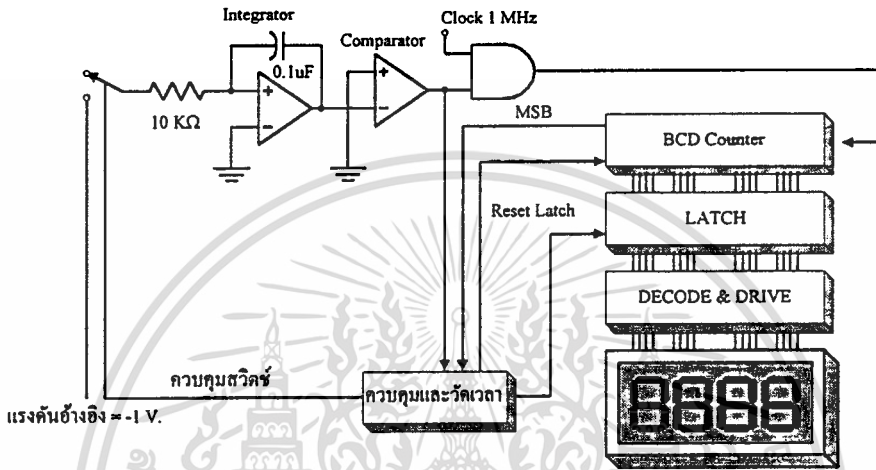 Integrator
Clock 1 MHz
Comparator
0.1uF
+
-
+
-
10 KΩ
MSB
BCD Counter
Reset Latch
LATCH
DECODE & DRIVE
ควบคุมสวิตช์
ควบคุมและวัดเวลา
8888
แรงดันอ้างอิง = -1 V.